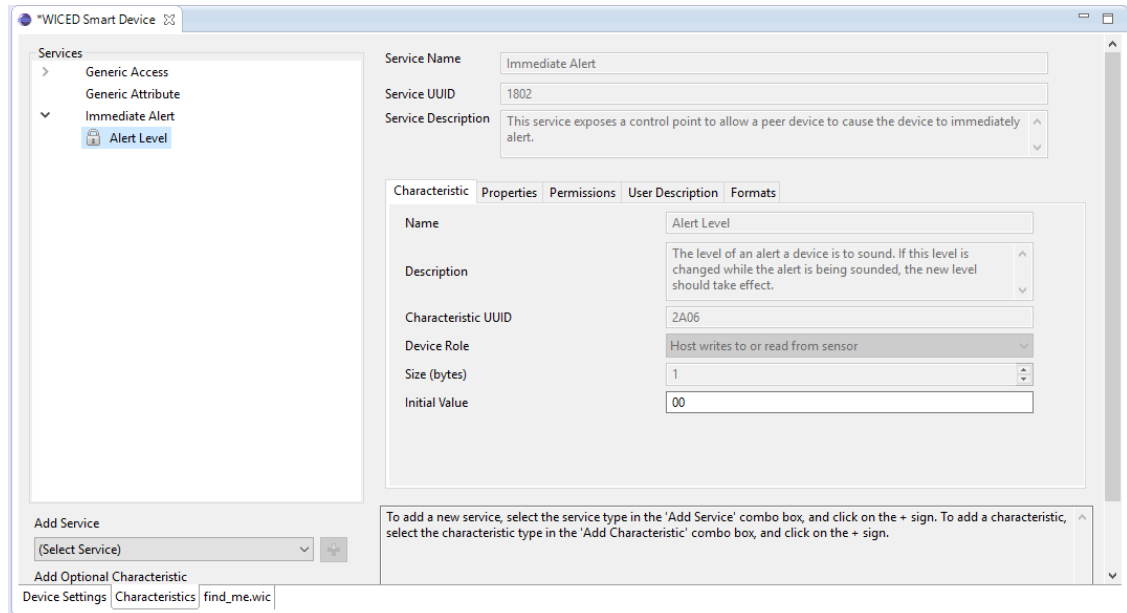 *WICED Smart Device
Services
Generic Access
Generic Attribute
Immediate Alert
Alert Level
Service Name
Immediate Alert
Service UUID
1802
Service Description
This service exposes a control point to allow a peer device to cause the device to immediately
alert.
Characteristic Properties Permissions User Description Formats
Name
Alert Level
Description
The level of an alert a device is to sound. If this level is
changed while the alert is being sounded, the new level
should take effect.
Characteristic UUID
2A06
Device Role
Host writes to or read from sensor
Size (bytes)
1
Initial Value
00
Add Service
(Select Service)
Add Optional Characteristic
To add a new service, select the service type in the 'Add Service' combo box, and click on the + sign. To add a characteristic,
select the characteristic type in the 'Add Characteristic' combo box, and click on the + sign.
Device Settings Characteristics find_me.wic